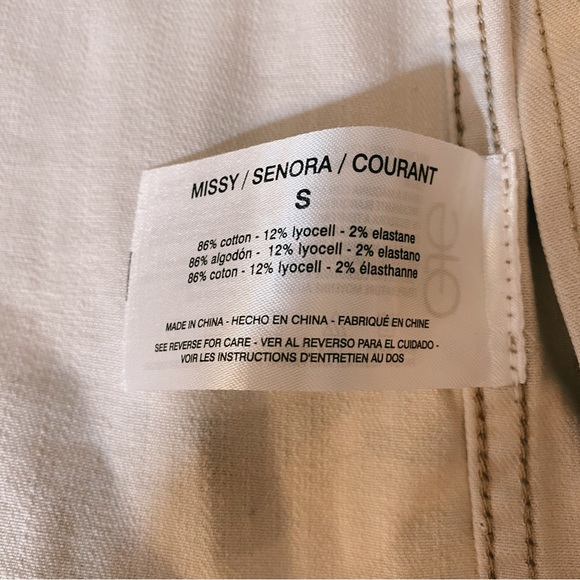 MISSY / SENORA / COURANT
S
86% cotton - 12% lyocell - 2% elastane
86% algodón - 12% lyocell - 2% elastano
86% coton - 12% lyocell - 2% élasthanne
MADE IN CHINA - HECHO EN CHINA - FABRIQUÉ EN CHINE
SEE REVERSE FOR CARE - VER AL REVERSO PARA EL CUIDADO -
VOIR LES INSTRUCTIONS D'ENTRETIEN AU DOS